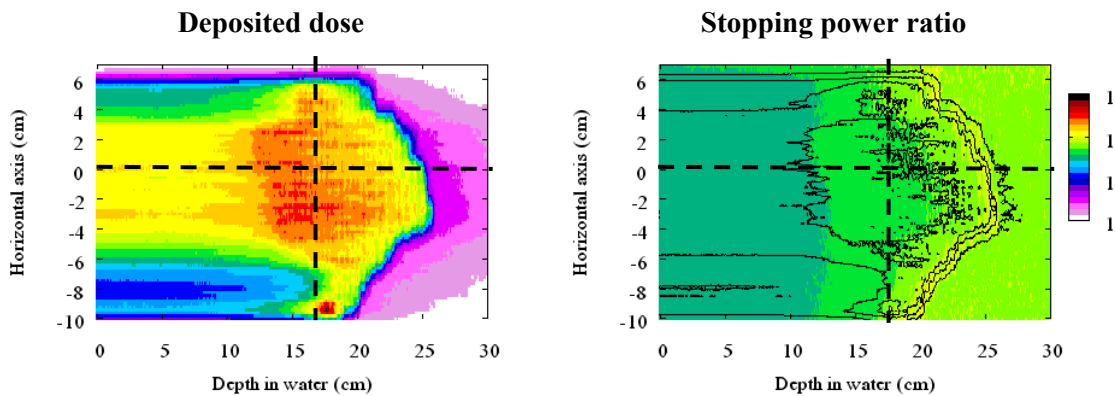 Deposited dose
Stopping power ratio
Horizontal axis (cm)
6
4
2
0
-2
-4
-6
-8
-10
0 5 10 15 20 25 30
Depth in water (cm)
Horizontal axis (cm)
6
4
2
0
-2
-4
-6
-8
-10
0 5 10 15 20 25 30
Depth in water (cm)
1
1
1
1